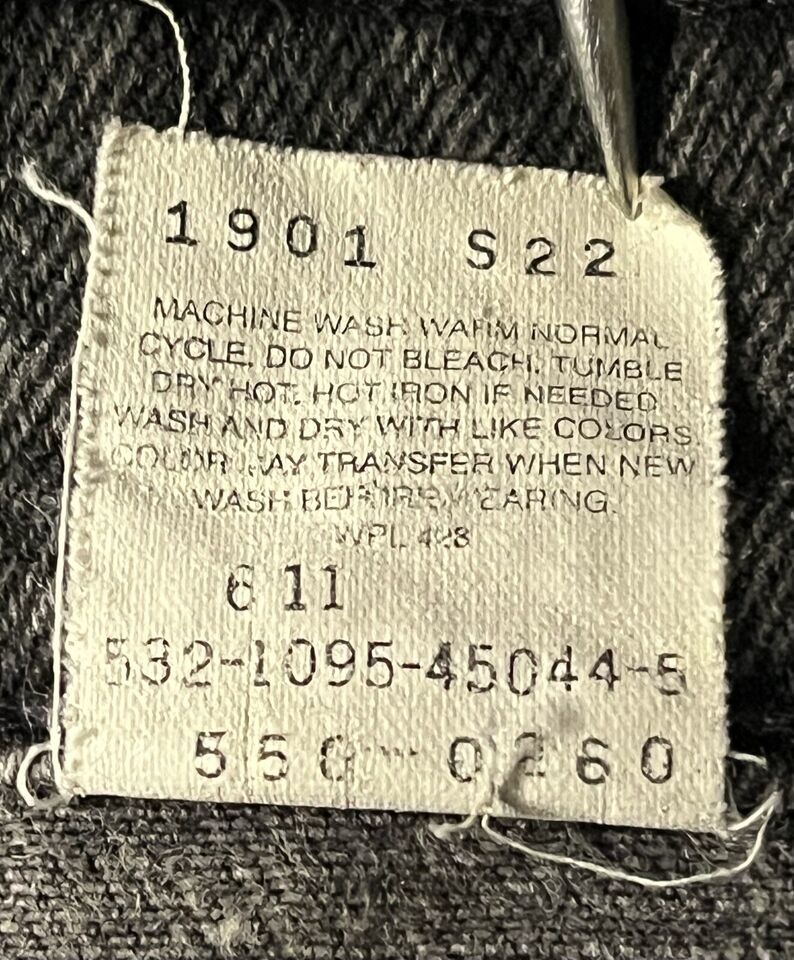 1901 S22
MACHINE WASH WARM NORMAL
CYCLE. DO NOT BLEACH. TUMBLE
DRY HOT. HOT IRON IF NEEDED
WASH AND DRY WITH LIKE COLORS
COLOR MAY TRANSFER WHEN NEW
WASH BEFORE WEARING.
WPL 423
6 11
532-1095-45044-5
550 - 0260